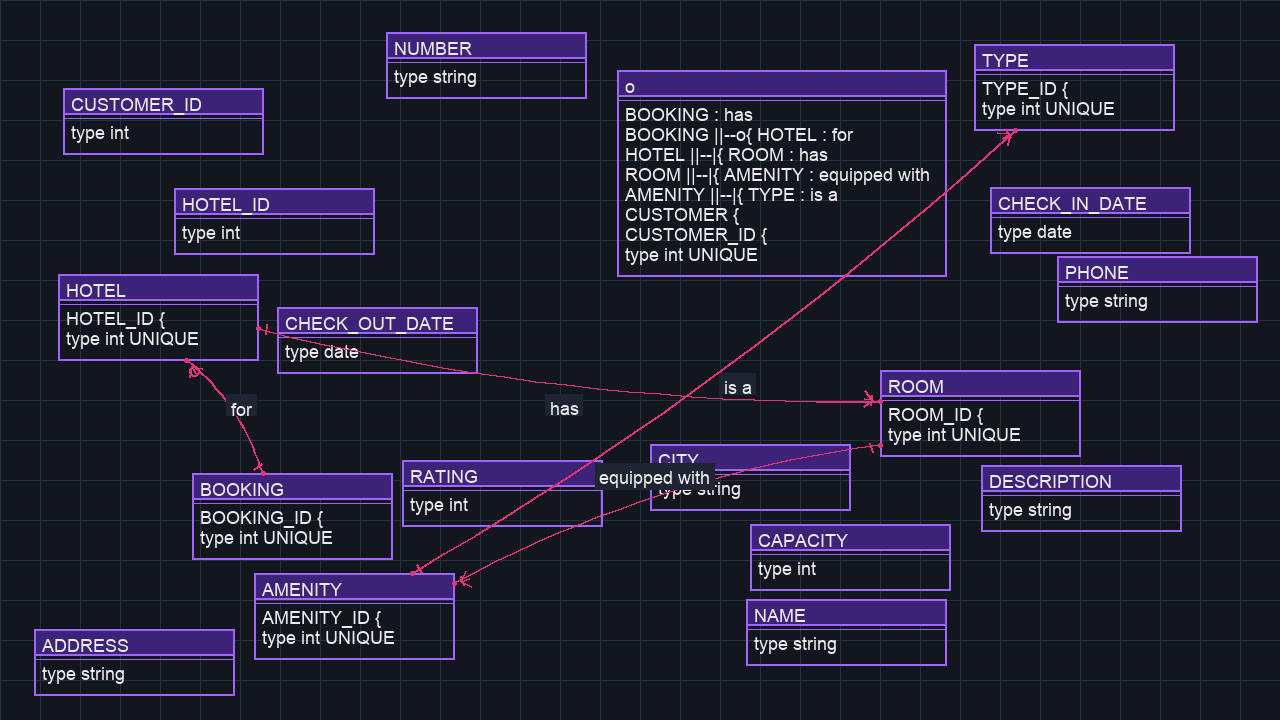 NUMBER
type string
TYPE
TYPE_ID {
type int UNIQUE
o
BOOKING : has
BOOKING ||--o{ HOTEL : for
HOTEL ||--|{ ROOM : has
ROOM ||--|{ AMENITY : equipped with
AMENITY ||--|{ TYPE : is a
CUSTOMER {
CUSTOMER_ID {
type int UNIQUE
CUSTOMER_ID
type int
HOTEL_ID
type int
CHECK_IN_DATE
type date
PHONE
type string
HOTEL
HOTEL_ID {
type int UNIQUE
CHECK_OUT_DATE
type date
ROOM
ROOM_ID {
type int UNIQUE
is a
has
for
CITY
type string
RATING
type int
equipped with
BOOKING
BOOKING_ID {
type int UNIQUE
DESCRIPTION
type string
CAPACITY
type int
AMENITY
AMENITY_ID {
type int UNIQUE
NAME
type string
ADDRESS
type string